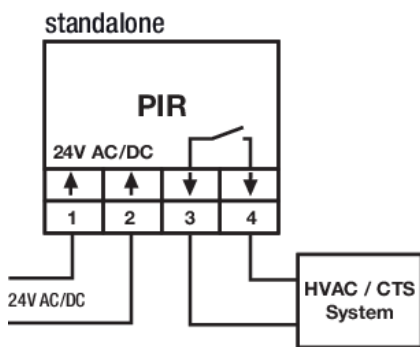 standalone
PIR
24V AC/DC
1 2 3 4
24V AC/DC
HVAC / CTS
System